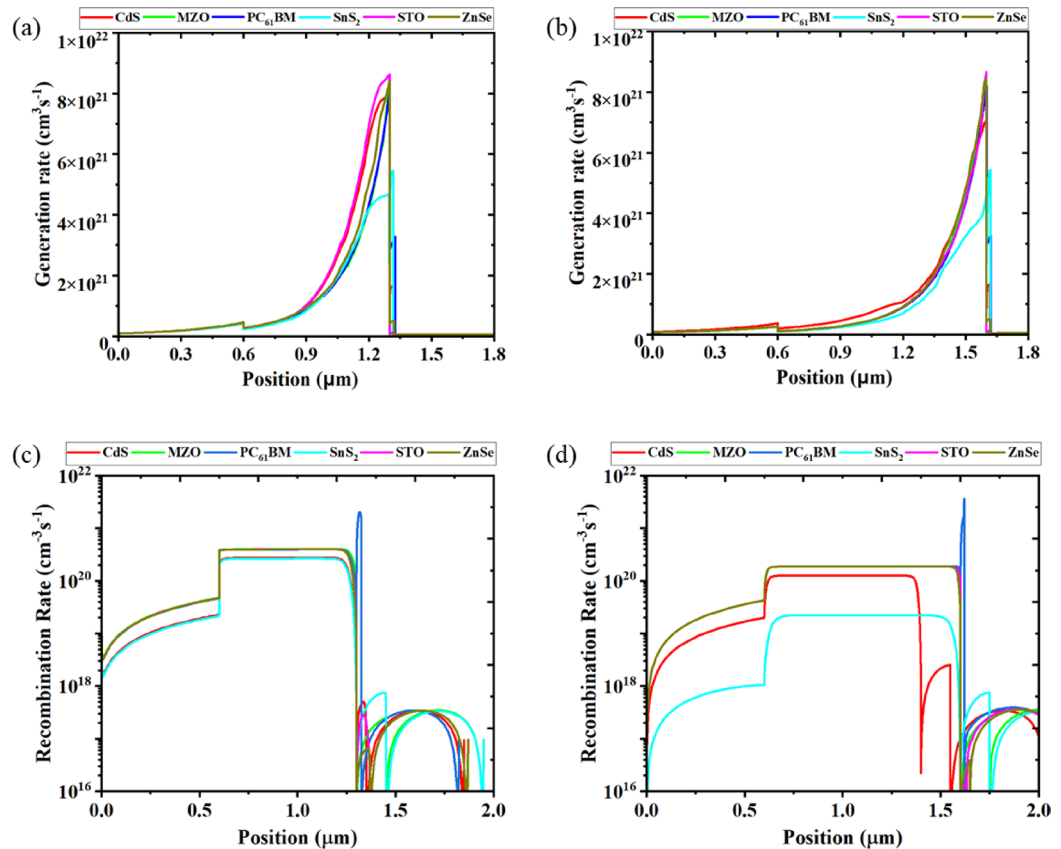 (a)
CdS MZO PC61BM SnS2 STO ZnSe
1×10^22
8×10^21
6×10^21
4×10^21
2×10^21
0
Generation rate (cm^3s^-1)
0.0 0.3 0.6 0.9 1.2 1.5 1.8
Position (μm)
(b)
CdS MZO PC61BM SnS2 STO ZnSe
1×10^22
8×10^21
6×10^21
4×10^21
2×10^21
0
Generation rate (cm^3s^-1)
0.0 0.3 0.6 0.9 1.2 1.5 1.8
Position (μm)
(c)
CdS MZO PC61BM SnS2 STO ZnSe
10^22
10^20
10^18
10^16
Recombination Rate (cm^-3s^-1)
0.0 0.5 1.0 1.5 2.0
Position (μm)
(d)
CdS MZO PC61BM SnS2 STO ZnSe
10^22
10^20
10^18
10^16
Recombination Rate (cm^-3s^-1)
0.0 0.5 1.0 1.5 2.0
Position (μm)